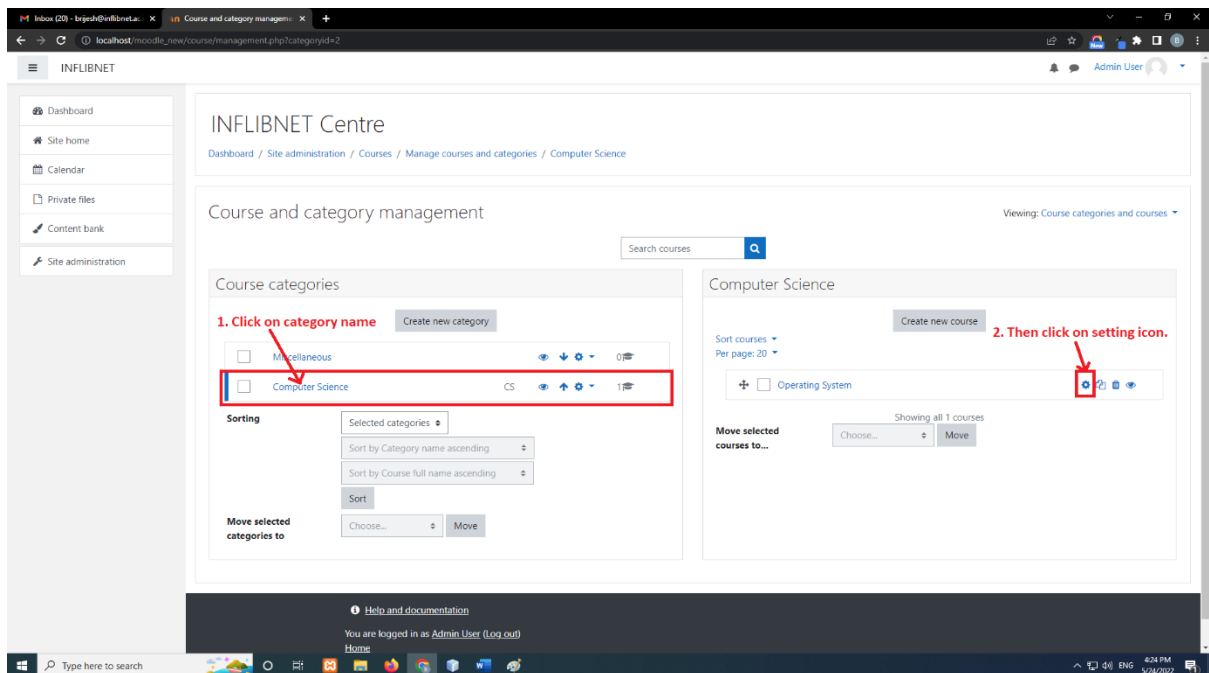 Inbox (20) - brijesh@inflibnet.ac. X
Course and category manageme X +
localhost/moodle_new/course/management.php?categoryid=2
New
B
INFLIBNET
Admin User
Dashboard
Site home
Calendar
Private files
Content bank
Site administration
INFLIBNET Centre
Dashboard / Site administration / Courses / Manage courses and categories / Computer Science
Course and category management
Viewing: Course categories and courses
Search courses
Course categories
1. Click on category name
Create new category
Miscellaneous 0
Computer Science CS 1
Sorting
Selected categories
Sort by Category name ascending
Sort by Course full name ascending
Sort
Move selected categories to
Choose... Move
Computer Science
Create new course
2. Then click on setting icon.
Sort courses
Per page: 20
Operating System
Showing all 1 courses
Move selected courses to...
Choose... Move
Help and documentation
You are logged in as Admin User (Log out)
Home
Type here to search
ENG
4:24 PM
5/24/2022